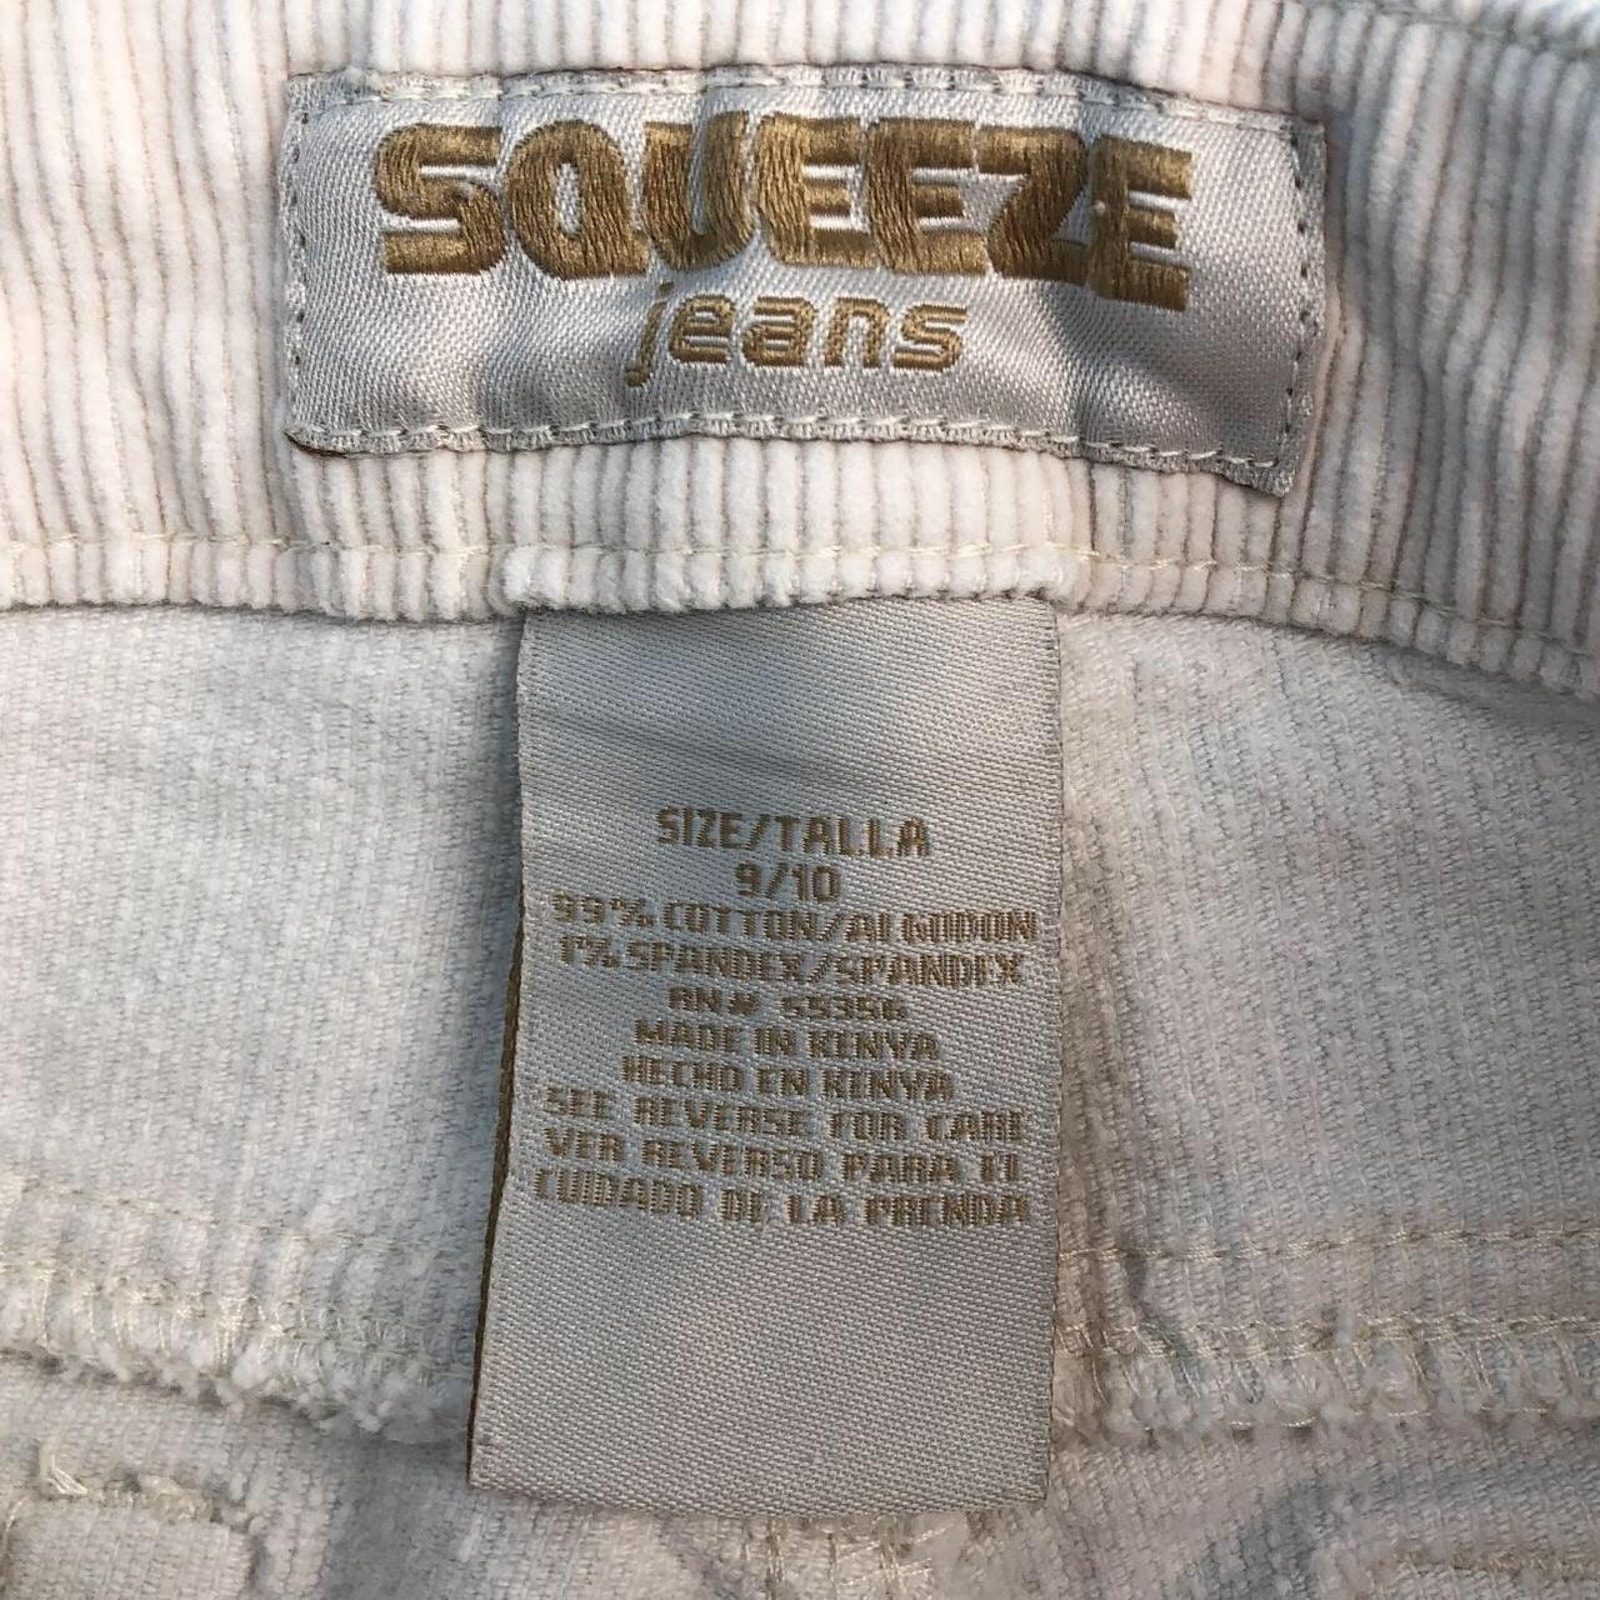 SQUEEZE
jeans
SIZE/TALLA
9/10
99% COTTON/ALGODON
1% SPANDEX/SPANDEX
RN# 55356
MADE IN KENYA
HECHO EN KENYA
SEE REVERSE FOR CARE
VER REVERSO PARA EL
CUIDADO DE LA PRENDA